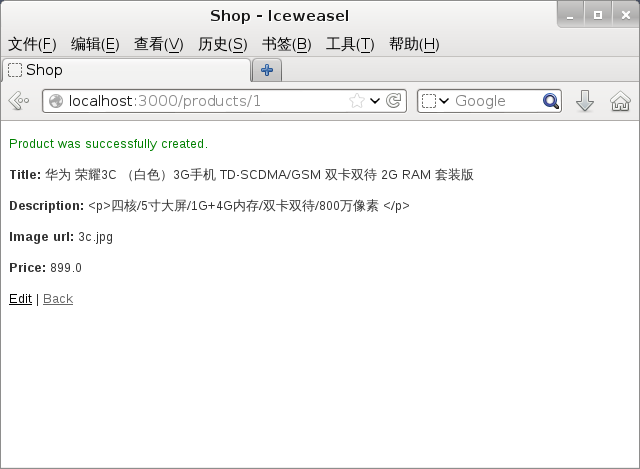 Shop - Iceweasel
文件(F) 编辑(E) 查看(V) 历史(S) 书签(B) 工具(T) 帮助(H)
Shop
localhost:3000/products/1 Google
Product was successfully created.
Title: 华为 荣耀3C （白色）3G手机 TD-SCDMA/GSM 双卡双待 2G RAM 套装版
Description: <p>四核/5寸大屏/1G+4G内存/双卡双待/800万像素 </p>
Image url: 3c.jpg
Price: 899.0
Edit | Back